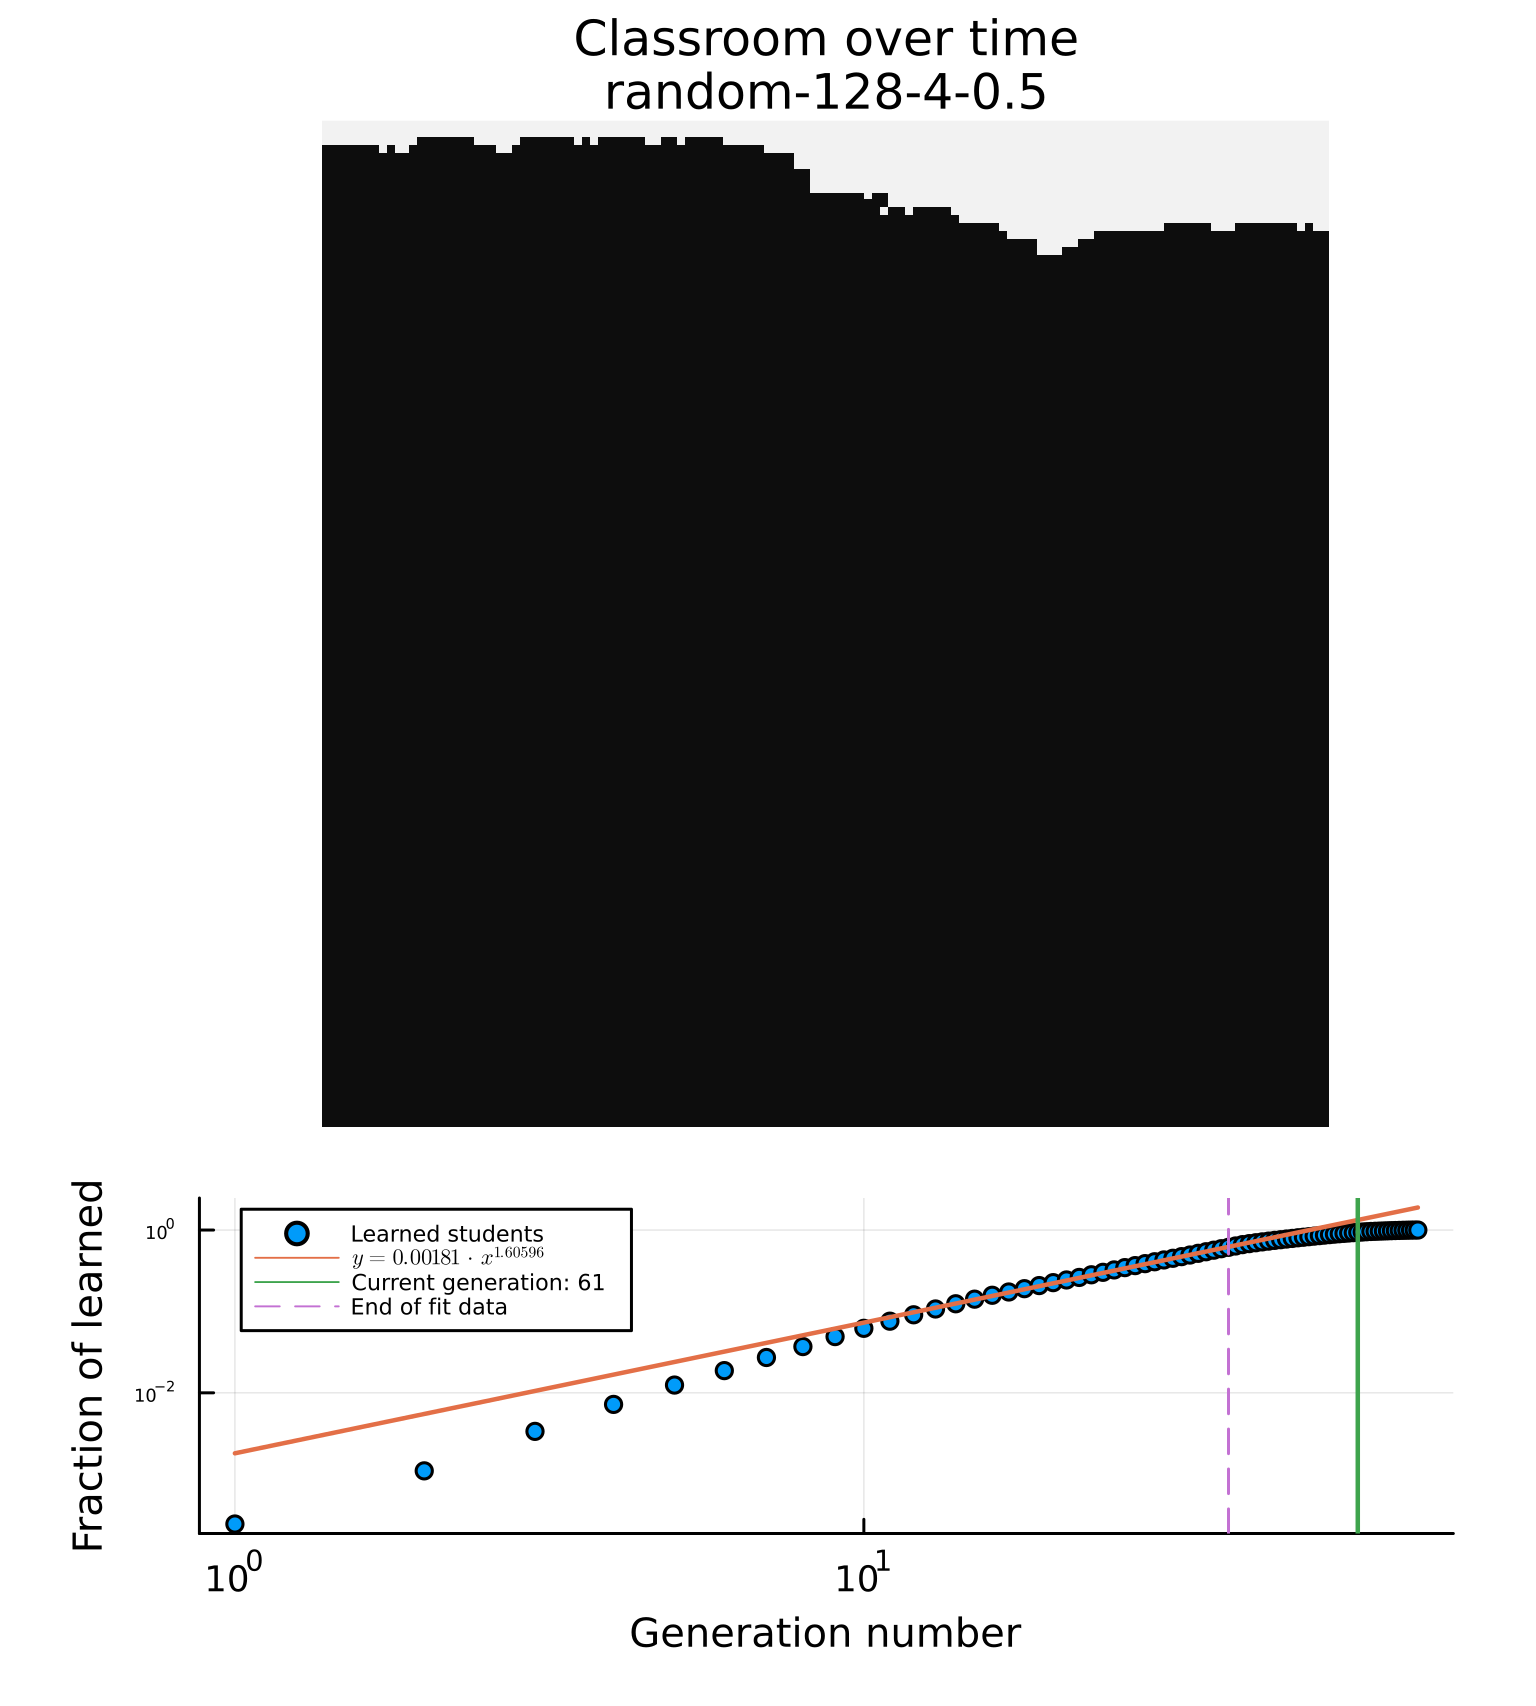 Classroom over time
random-128-4-0.5
Fraction of learned
10^0
10^-2
Learned students
y = 0.00181 · x^1.60596
Current generation: 61
End of fit data
10^0
10^1
Generation number